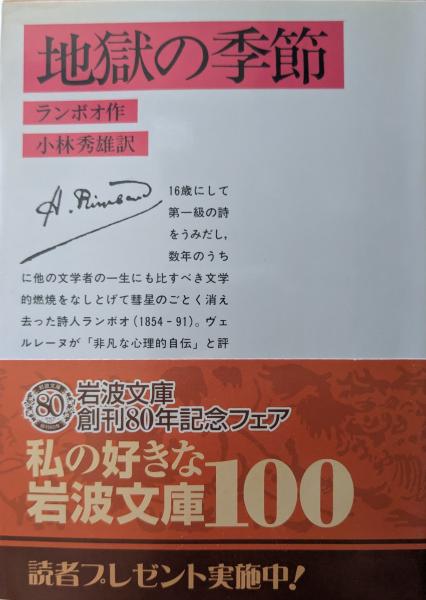 地獄の季節
ランボオ作
小林秀雄訳
A. Rimbaud
16歳にして
第一級の詩
をうみだし,
数年のうち
に他の文学者の一生にも比すべき文学
的燃焼をなしとげて彗星のごとく消え
去った詩人ランボオ(1854-91)。ヴェ
ルレーヌが「非凡な心理的自伝」と評
岩波文庫
80
岩波文庫
創刊80年記念フェア
私の好きな
岩波文庫100
読者プレゼント実施中!